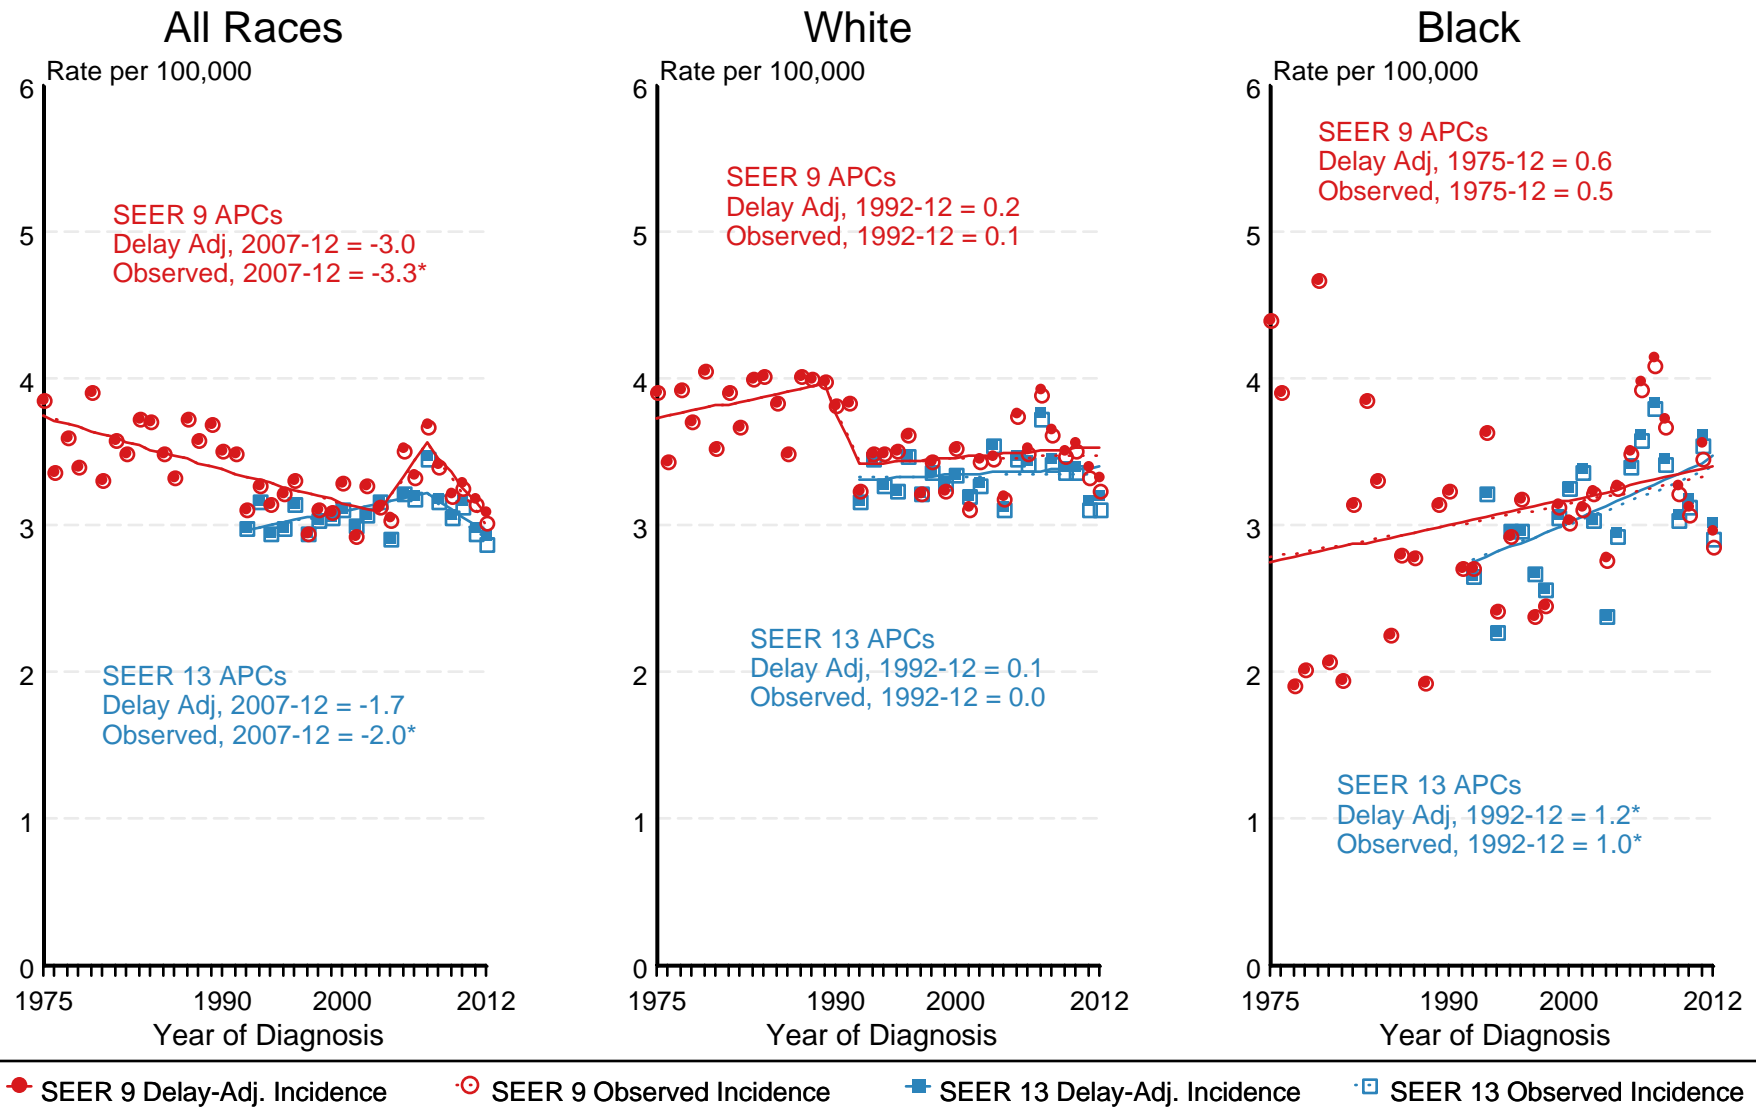 All Races
Rate per 100,000
6
5
4
3
2
1
0
SEER 9 APCs
Delay Adj, 2007-12 = -3.0
Observed, 2007-12 = -3.3*
SEER 13 APCs
Delay Adj, 2007-12 = -1.7
Observed, 2007-12 = -2.0*
1975 1990 2000 2012
Year of Diagnosis
White
Rate per 100,000
6
5
4
3
2
1
0
SEER 9 APCs
Delay Adj, 1992-12 = 0.2
Observed, 1992-12 = 0.1
SEER 13 APCs
Delay Adj, 1992-12 = 0.1
Observed, 1992-12 = 0.0
1975 1990 2000 2012
Year of Diagnosis
Black
Rate per 100,000
6
5
4
3
2
1
0
SEER 9 APCs
Delay Adj, 1975-12 = 0.6
Observed, 1975-12 = 0.5
SEER 13 APCs
Delay Adj, 1992-12 = 1.2*
Observed, 1992-12 = 1.0*
1975 1990 2000 2012
Year of Diagnosis
SEER 9 Delay-Adj. Incidence
SEER 9 Observed Incidence
SEER 13 Delay-Adj. Incidence
SEER 13 Observed Incidence